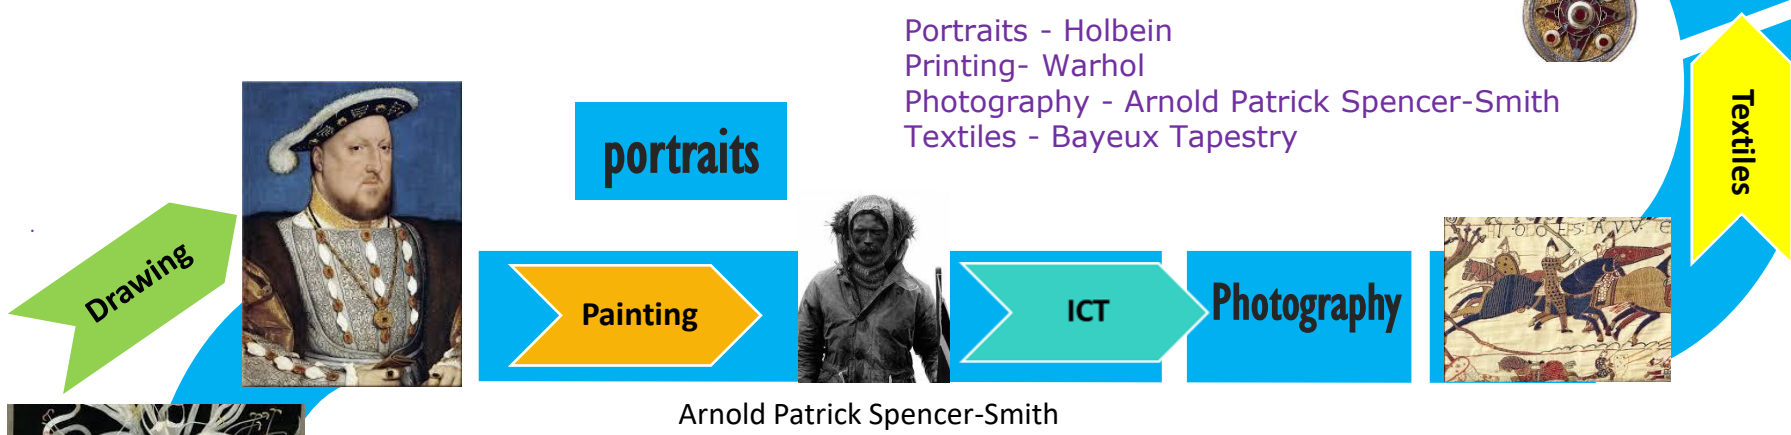 Portraits - Holbein
Printing- Warhol
Photography - Arnold Patrick Spencer-Smith
Textiles - Bayeux Tapestry
portraits
Textiles
Drawing
Painting
ICT
Photography
Arnold Patrick Spencer-Smith